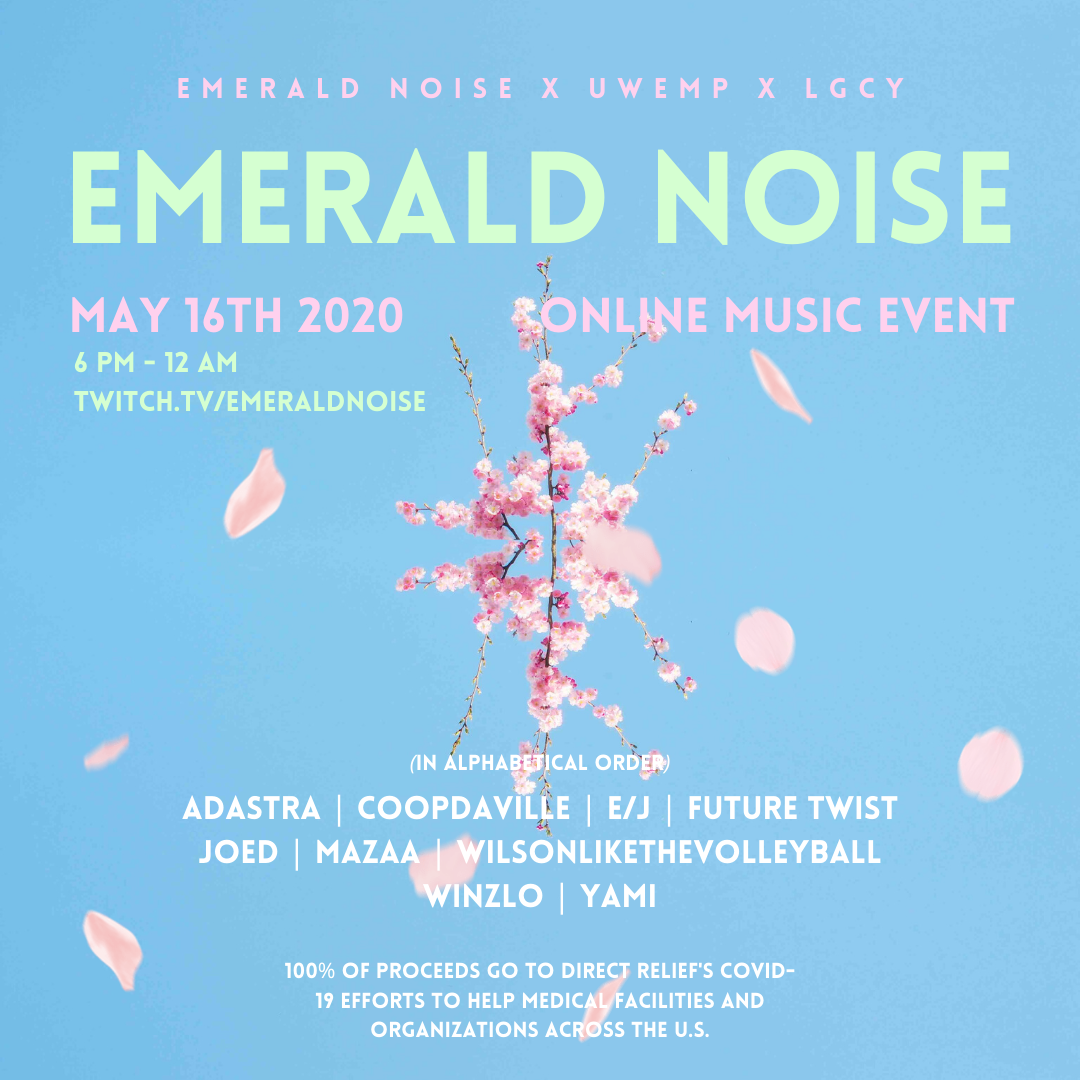 EMERALD NOISE X UWEMP X LGCY
EMERALD NOISE
MAY 16TH 2020
ONLINE MUSIC EVENT
6 PM - 12 AM
TWITCH.TV/EMERALDNOISE
(IN ALPHABETICAL ORDER)
ADASTRA | COOPDAVILLE | E/J | FUTURE TWIST
JOED | MAZAA | WILSONLIKETHEVOLLEYBALL
WINZLO | YAMI
100% OF PROCEEDS GO TO DIRECT RELIEF'S COVID-
19 EFFORTS TO HELP MEDICAL FACILITIES AND
ORGANIZATIONS ACROSS THE U.S.